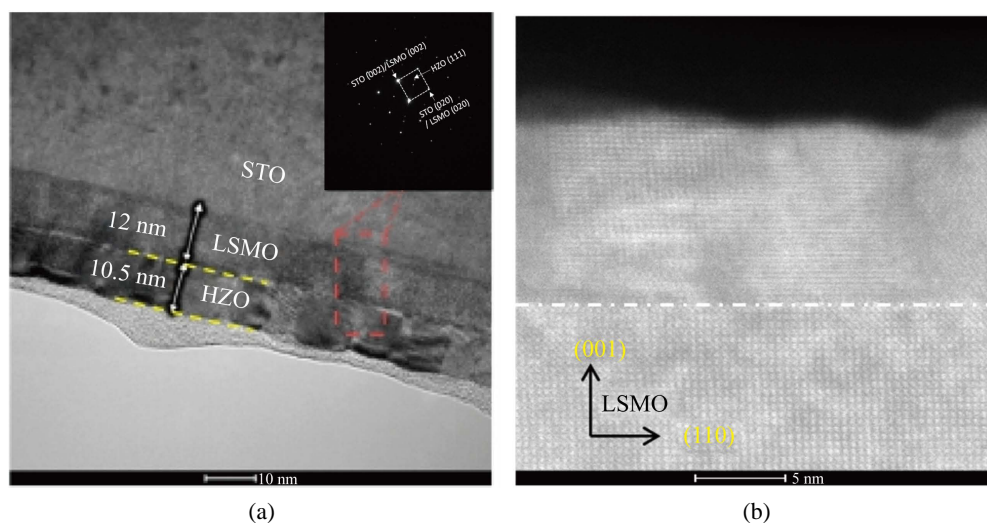 STO (002)/LSMO (002)
HZO (111)
STO (020)
/ LSMO (020)
STO
12 nm
LSMO
10.5 nm
HZO
10 nm
(a)
(001)
LSMO
(110)
5 nm
(b)